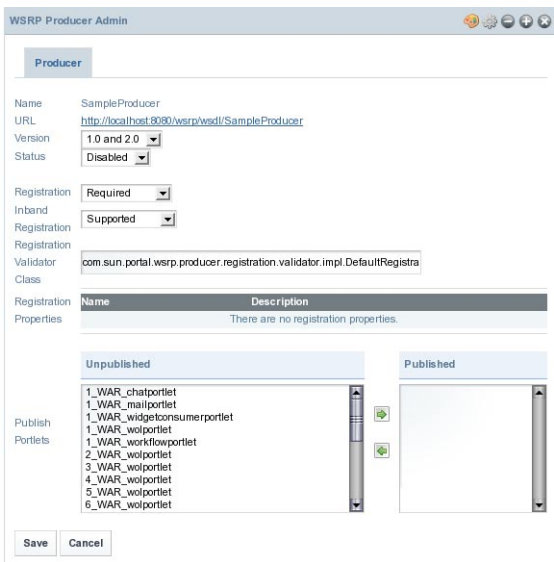 WSRP Producer Admin
Producer
Name SampleProducer
URL http://localhost:8080/wsrp/wsdl/SampleProducer
Version 1.0 and 2.0
Status Disabled
Registration Required
Inband Registration Supported
Registration Validator Class com.sun.portal.wsrp.producer.registration.validator.impl.DefaultRegistra
Registration Properties
Name Description
There are no registration properties.
Publish Portlets
Unpublished
1_WAR_chatportlet
1_WAR_mailportlet
1_WAR_widgetconsumerportlet
1_WAR_wolportlet
1_WAR_workflowportlet
2_WAR_wolportlet
3_WAR_wolportlet
4_WAR_wolportlet
5_WAR_wolportlet
6_WAR_wolportlet
Published
Save Cancel